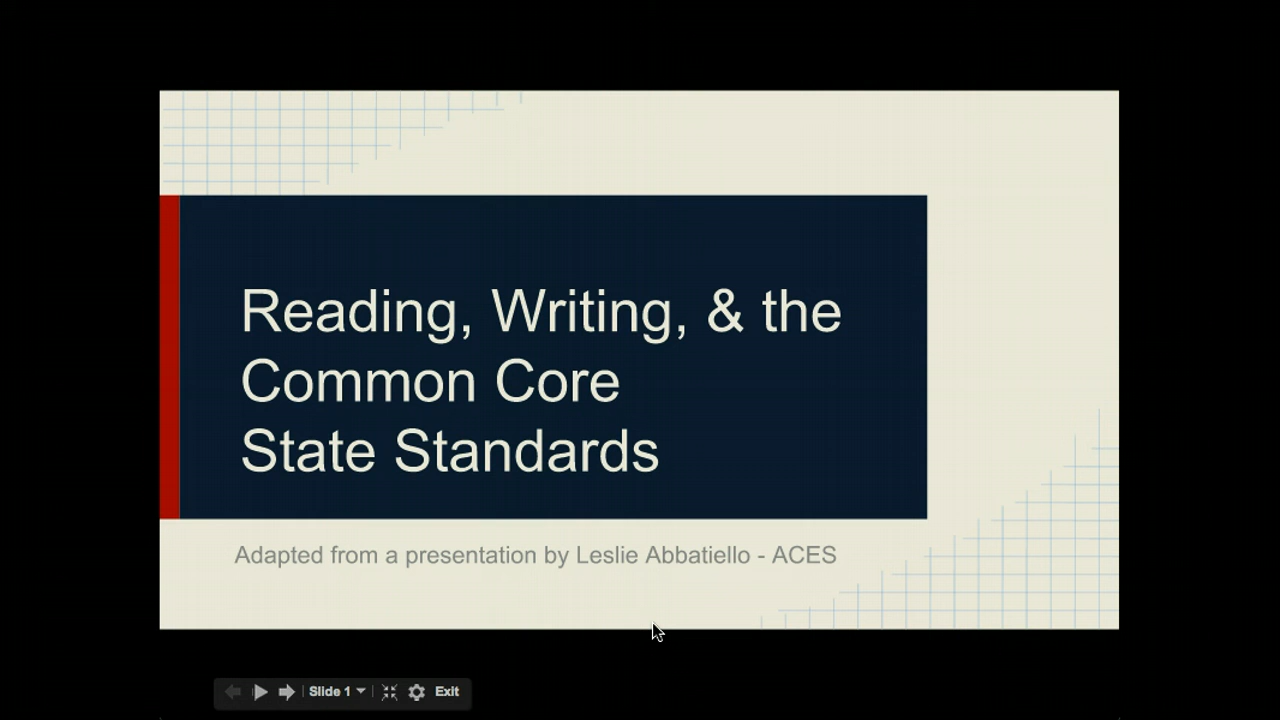 Reading, Writing, & the
Common Core
State Standards
Adapted from a presentation by Leslie Abbatiello - ACES
Slide 1
Exit